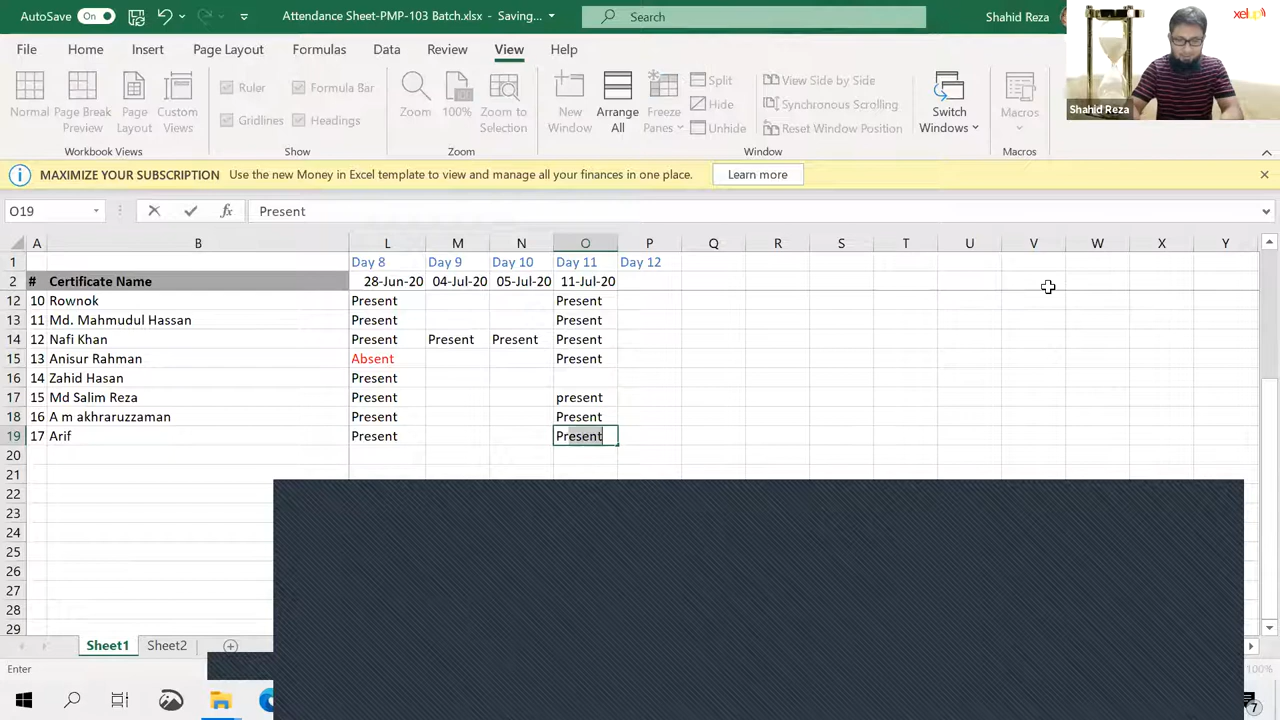 AutoSave On Attendance Sheet-PMP-103 Batch.xlsx - Saving... Search Shahid Reza xelup
File Home Insert Page Layout Formulas Data Review View Help
Normal Page Break Preview Page Layout Custom Views
Ruler Formula Bar
Gridlines Headings
Zoom 100% Zoom to Selection
New Window Arrange All Freeze Panes
Split View Side by Side
Hide Synchronous Scrolling
Unhide Reset Window Position
Switch Windows Macros
Shahid Reza
Workbook Views Show Zoom Window Macros
MAXIMIZE YOUR SUBSCRIPTION Use the new Money in Excel template to view and manage all your finances in one place. Learn more
O19 fx Present
A B L M N O P Q R S T U V W X Y
1 Day 8 Day 9 Day 10 Day 11 Day 12
2 # Certificate Name 28-Jun-20 04-Jul-20 05-Jul-20 11-Jul-20
12 10 Rownok Present Present
13 11 Md. Mahmudul Hassan Present Present
14 12 Nafi Khan Present Present Present Present
15 13 Anisur Rahman Absent Present
16 14 Zahid Hasan Present
17 15 Md Salim Reza Present present
18 16 A m akhraruzzaman Present Present
19 17 Arif Present Present
20
21
22
23
24
25
26
27
28
29
Sheet1 Sheet2
Enter 100%
7